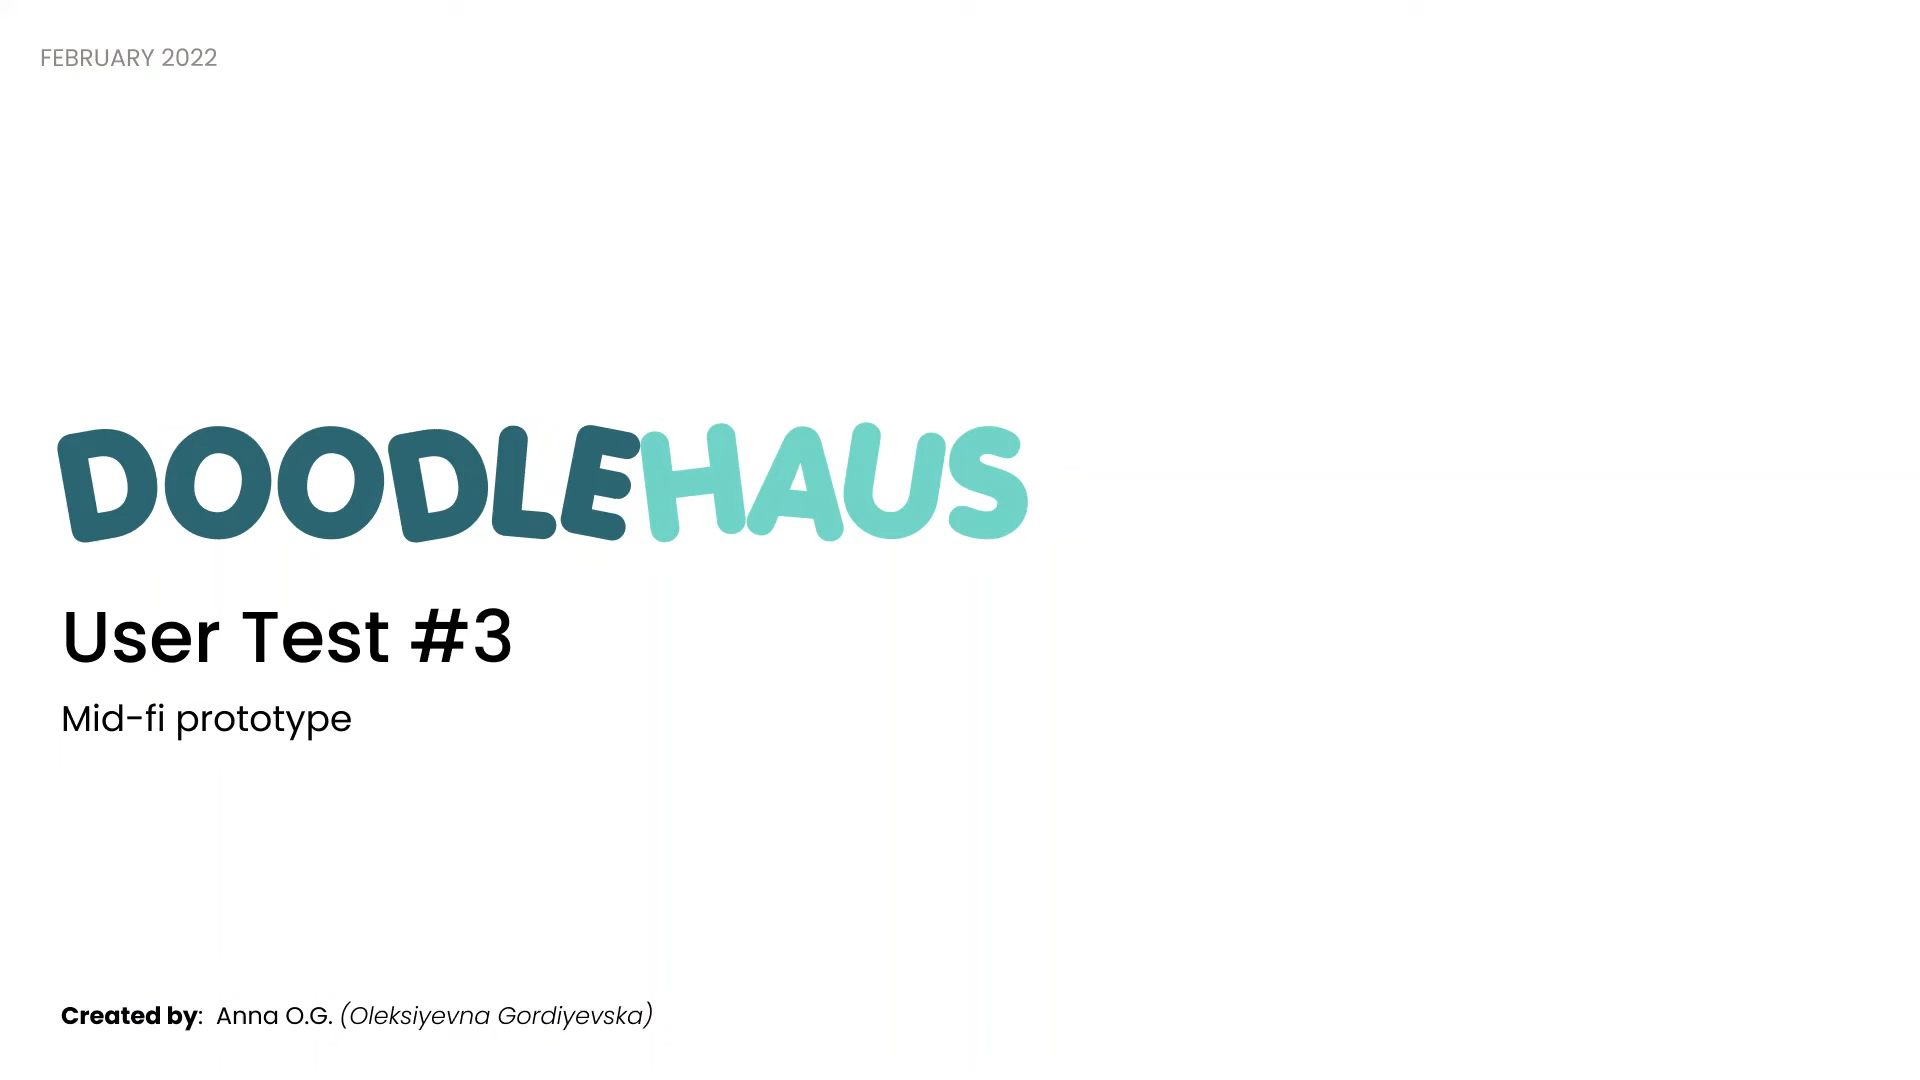 FEBRUARY 2022
DOODLEHAUS
User Test #3
Mid-fi prototype
Created by: Anna O.G. (Oleksiyevna Gordiyevska)